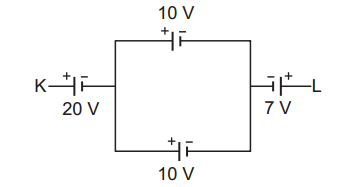 10 V
+ -
K + - - + L
20 V 7 V
+ -
10 V